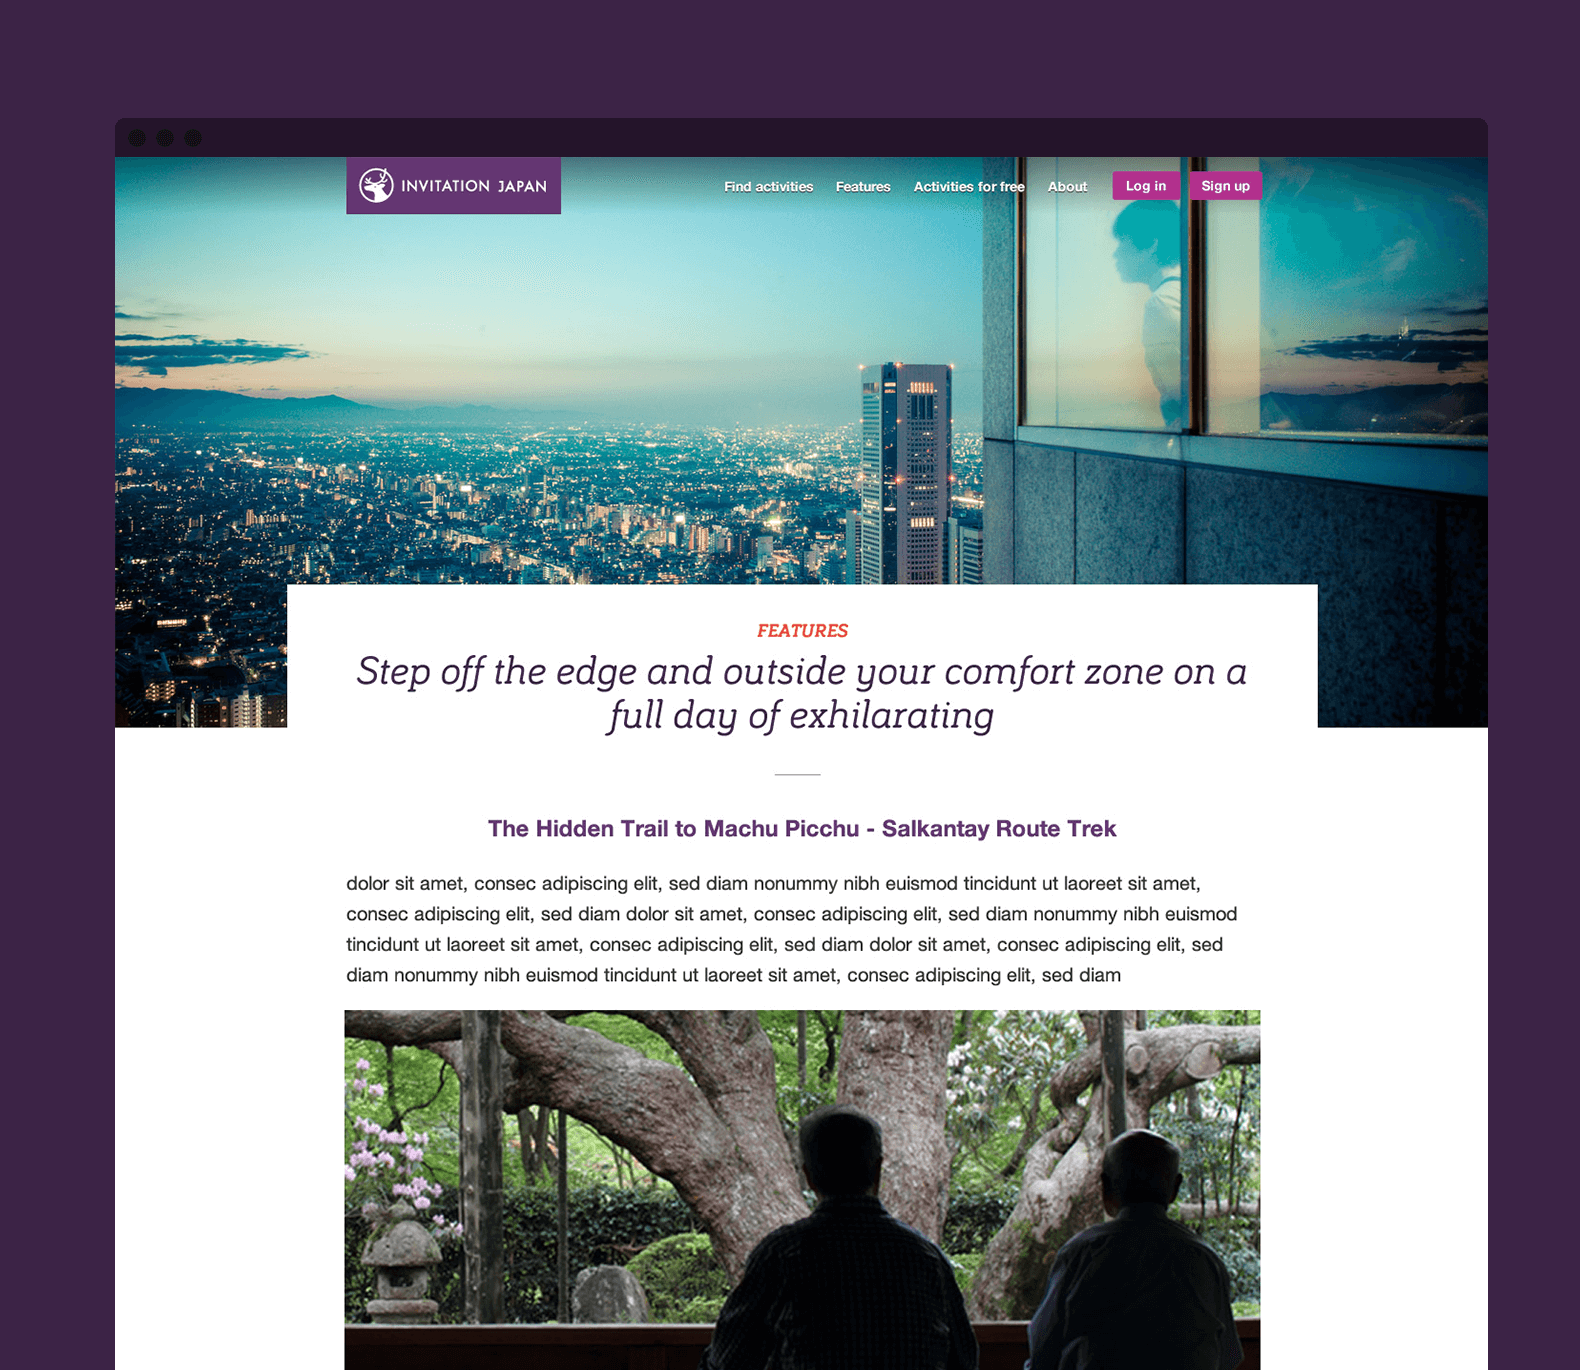 INVITATION JAPAN
Find activities Features Activities for free About Log in Sign up
FEATURES
Step off the edge and outside your comfort zone on a
full day of exhilarating
The Hidden Trail to Machu Picchu - Salkantay Route Trek
dolor sit amet, consec adipiscing elit, sed diam nonummy nibh euismod tincidunt ut laoreet sit amet,
consec adipiscing elit, sed diam dolor sit amet, consec adipiscing elit, sed diam nonummy nibh euismod
tincidunt ut laoreet sit amet, consec adipiscing elit, sed diam dolor sit amet, consec adipiscing elit, sed
diam nonummy nibh euismod tincidunt ut laoreet sit amet, consec adipiscing elit, sed diam